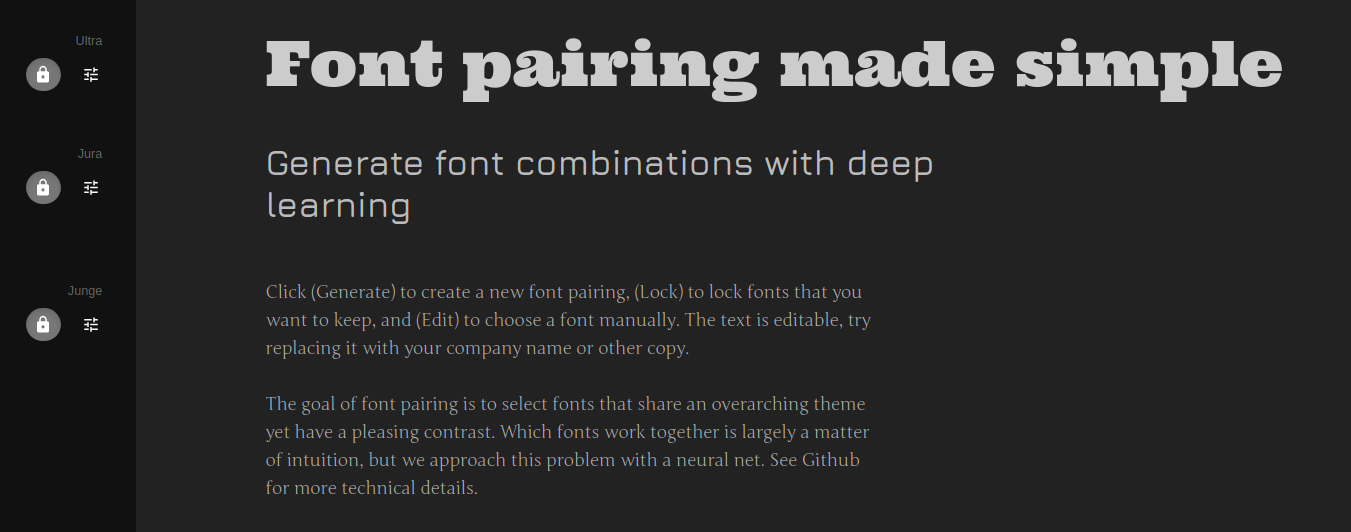 Ultra
Font pairing made simple
Jura
Generate font combinations with deep
learning
Junge
Click (Generate) to create a new font pairing, (Lock) to lock fonts that you
want to keep, and (Edit) to choose a font manually. The text is editable, try
replacing it with your company name or other copy.
The goal of font pairing is to select fonts that share an overarching theme
yet have a pleasing contrast. Which fonts work together is largely a matter
of intuition, but we approach this problem with a neural net. See Github
for more technical details.